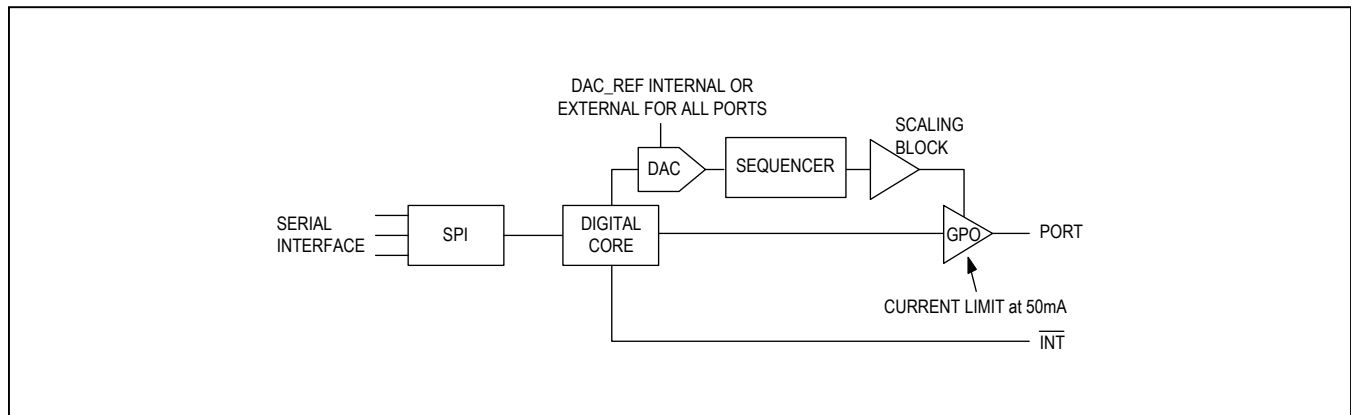 DAC_REF INTERNAL OR
EXTERNAL FOR ALL PORTS
SCALING
BLOCK
DAC
SEQUENCER
SERIAL
INTERFACE
SPI
DIGITAL
CORE
GPO
PORT
CURRENT LIMIT at 50mA
INT